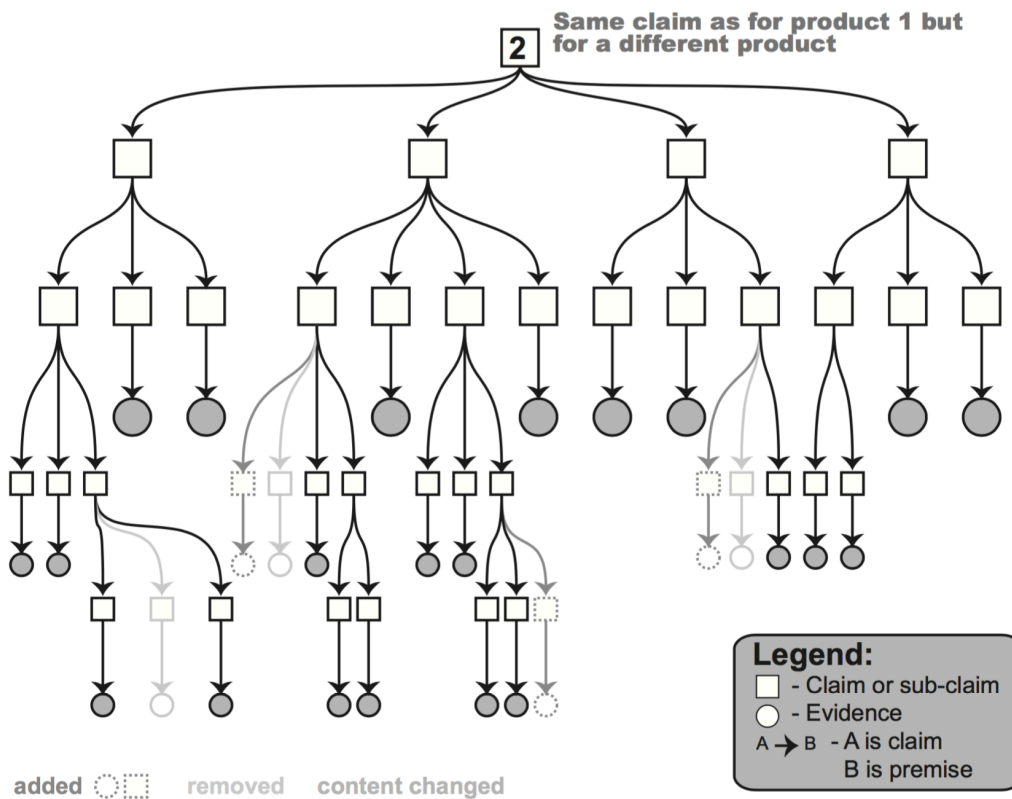 Same claim as for product 1 but
for a different product
2
Legend:
- Claim or sub-claim
- Evidence
A B - A is claim
B is premise
added removed content changed